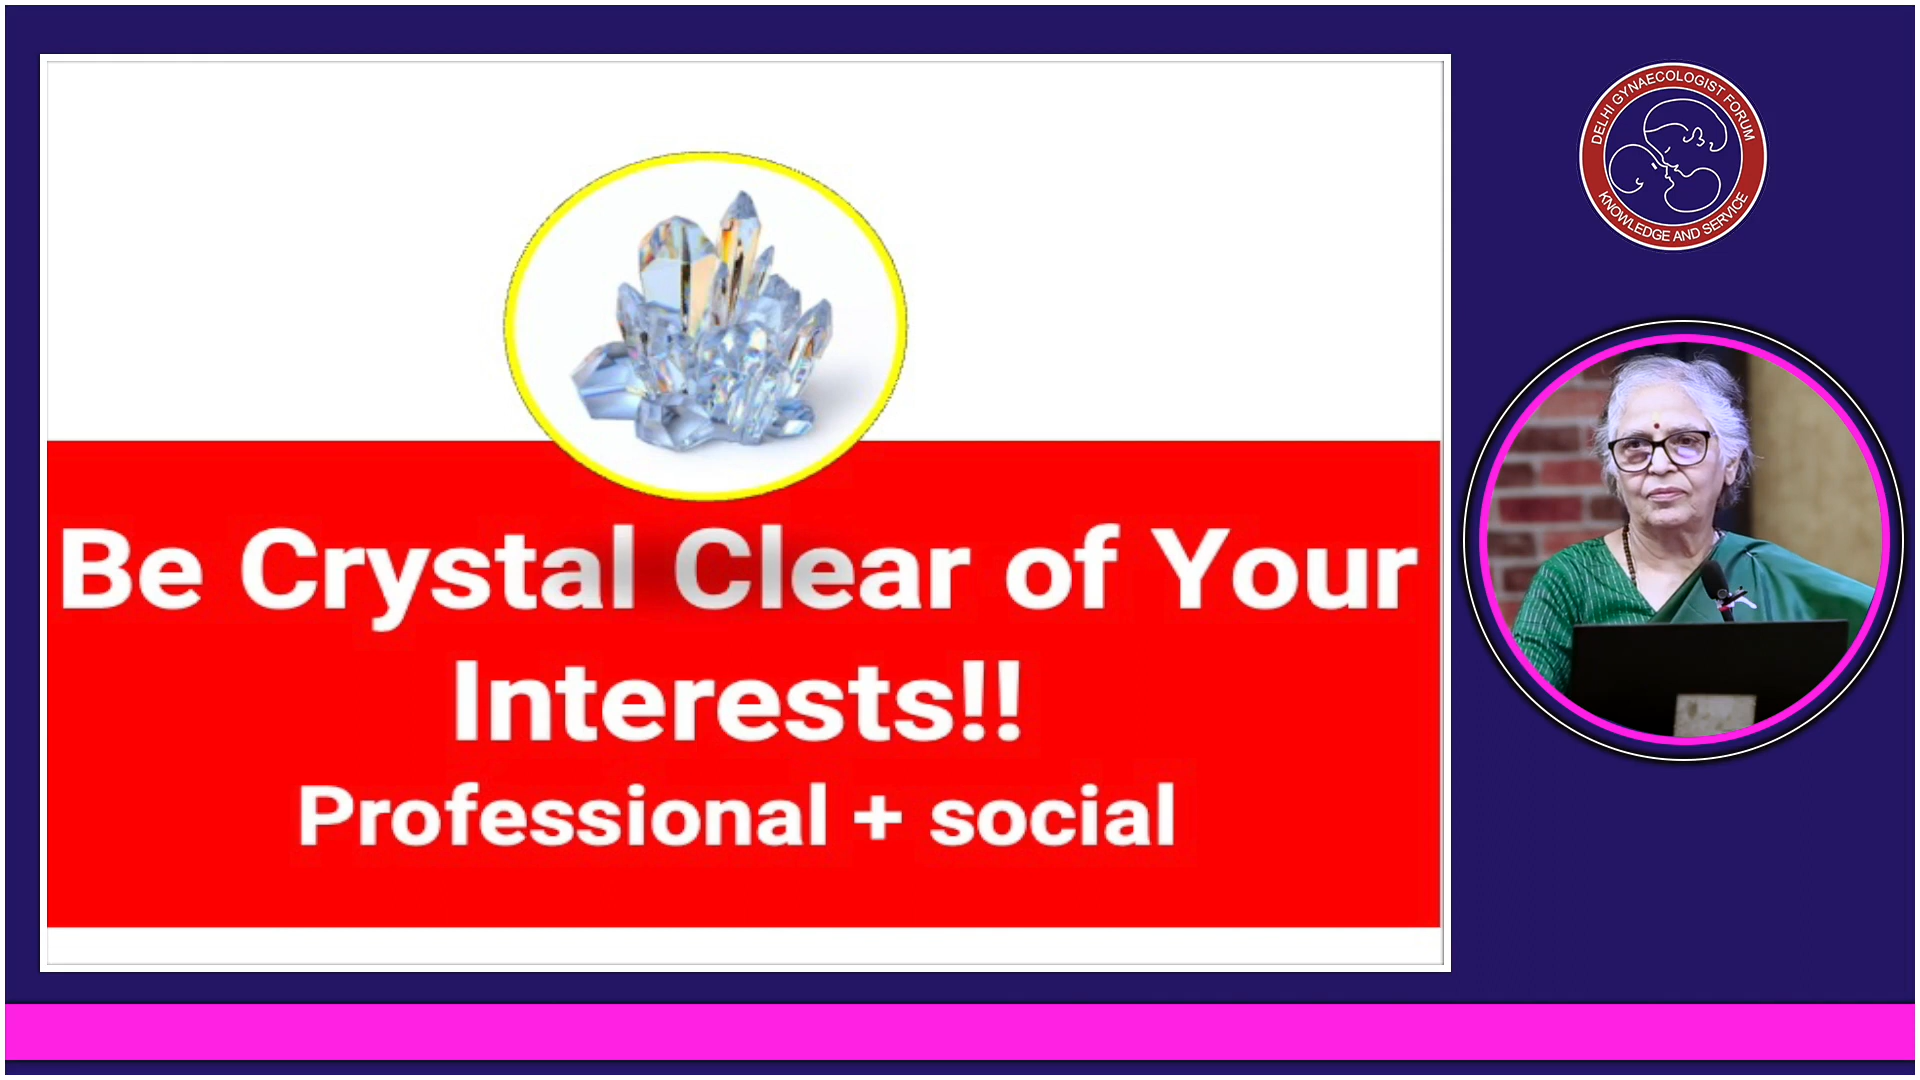 Be Crystal Clear of Your
Interests!!
Professional + social
DELHI GYNAECOLOGIST FORUM
KNOWLEDGE AND SERVICE